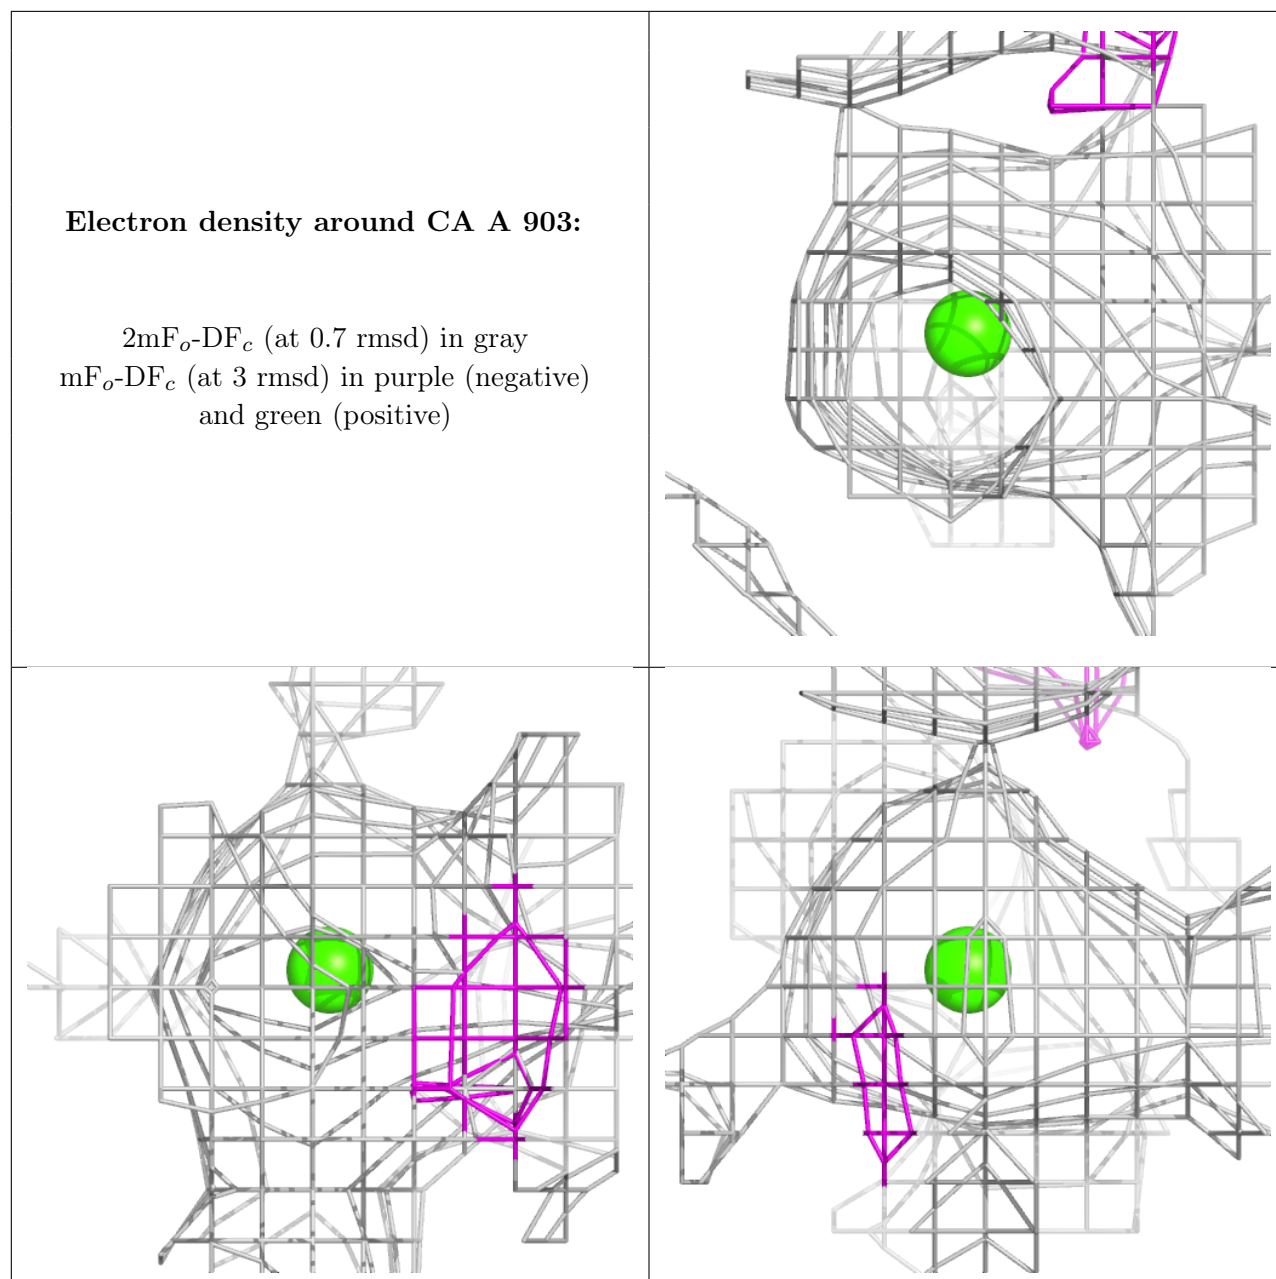 Electron density around CA A 903:
2mFo-DFc (at 0.7 rmsd) in gray
mFo-DFc (at 3 rmsd) in purple (negative)
and green (positive)